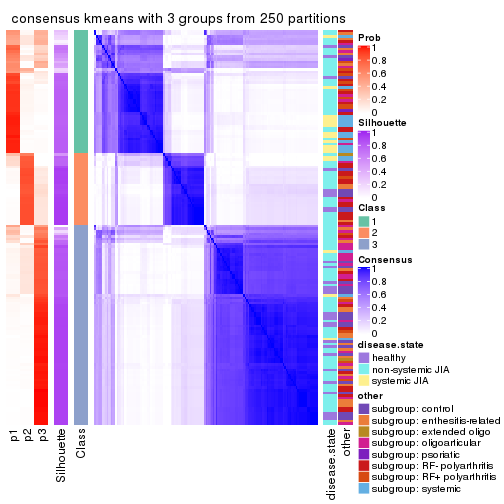 consensus kmeans with 3 groups from 250 partitions
p1
p2
p3
Silhouette
Class
disease.state
other
Prob
1
0.8
0.6
0.4
0.2
0
Silhouette
1
0.8
0.6
0.4
0.2
0
Class
1
2
3
Consensus
1
0.8
0.6
0.4
0.2
0
disease.state
healthy
non-systemic JIA
systemic JIA
other
subgroup: control
subgroup: enthesitis-related
subgroup: extended oligo
subgroup: oligoarticular
subgroup: psoriatic
subgroup: RF- polyarthritis
subgroup: RF+ polyarthritis
subgroup: systemic